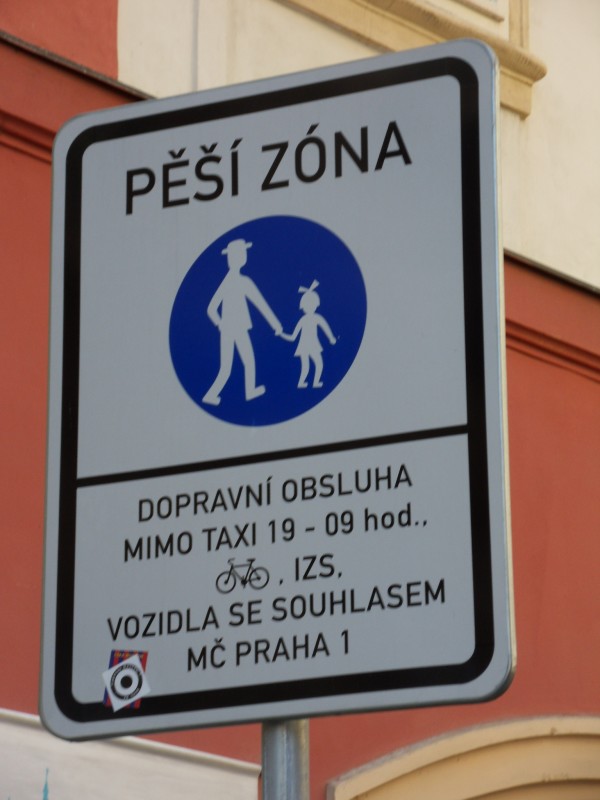 PĚŠÍ ZÓNA
DOPRAVNÍ OBSLUHA
MIMO TAXI 19 - 09 hod.,
, IZS,
VOZIDLA SE SOUHLASEM
MČ PRAHA 1